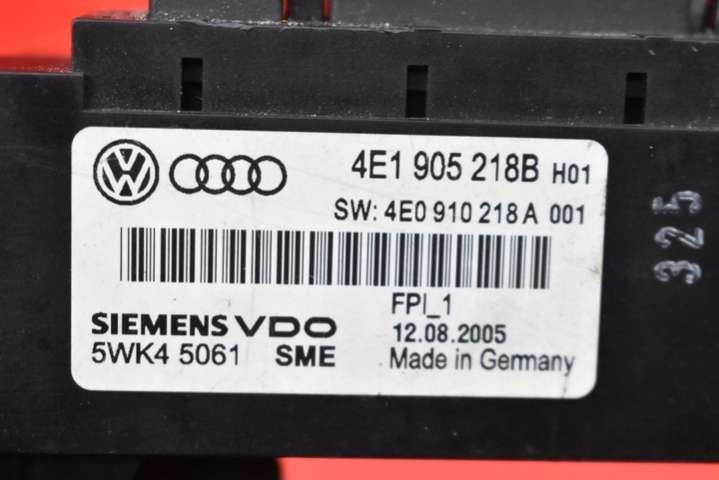 4E1 905 218B H01
SW: 4E0 910 218 A 001
FPI_1
SIEMENS VDO
12.08.2005
5WK4 5061 SME
Made in Germany
325